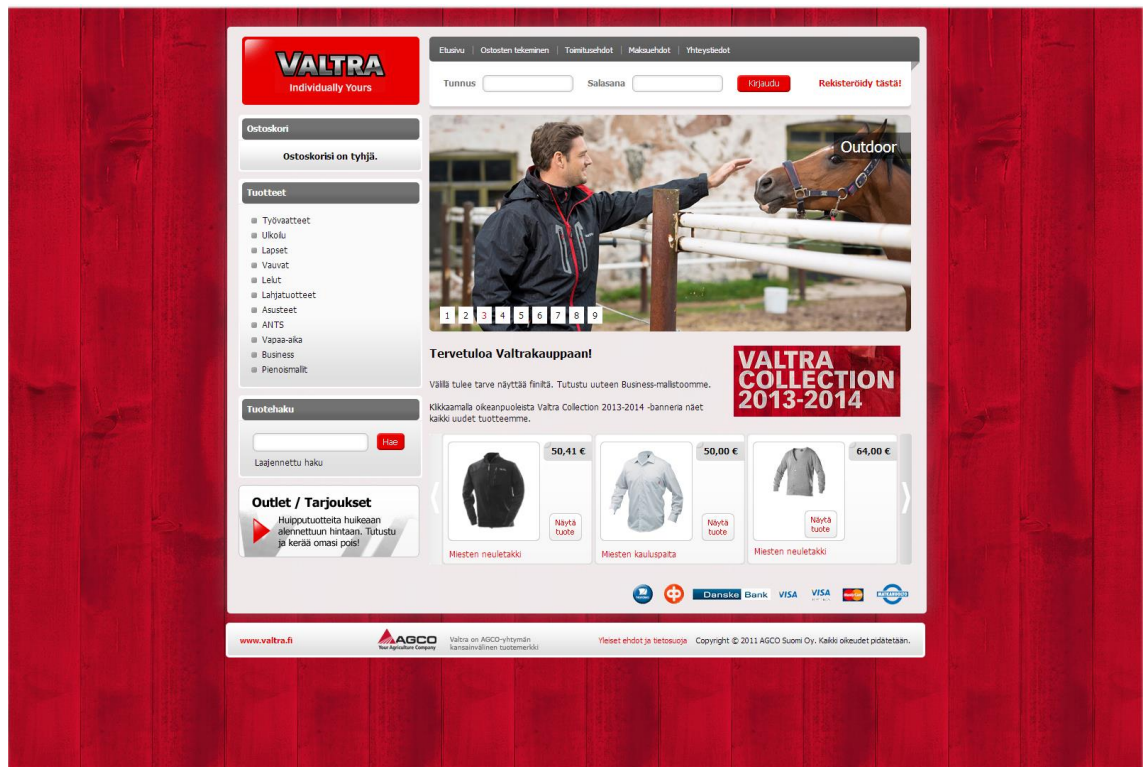 VALTRA
Individually Yours
Etusivu | Ostosten tekeminen | Toimitusehdot | Maksuehdot | Yhteystiedot
Tunnus Salasana Kirjaudu Rekisteröidy tästä!
Ostoskori
Ostoskorisi on tyhjä.
Tuotteet
Työvaatteet
Ulkoilu
Lapset
Vauvat
Lelut
Lahjatuotteet
Asusteet
ANTS
Vapaa-aika
Business
Pienoismallit
Tuotehaku
Hae
Laajennettu haku
Outlet / Tarjoukset
Huipputuotteita huikeaan
alennettuun hintaan. Tutustu
ja kerää omasi pois!
Outdoor
1 2 3 4 5 6 7 8 9
Tervetuloa Valtrakauppaan!
Välillä tulee tarve näyttää fiiniltä. Tutustu uuteen Business-mallistoomme.
Klikkaamalla oikeanpuoleista Valtra Collection 2013-2014 -banneria näet
kaikki uudet tuotteemme.
VALTRA
COLLECTION
2013-2014
50,41 €
Näytä
tuote
Miesten neuletakki
50,00 €
Näytä
tuote
Miesten kauluspaita
64,00 €
Näytä
tuote
Miesten neuletakki
Danske Bank VISA VISA
www.valtra.fi
AGCO
Your Agriculture Company
Valtra on AGCO-yhtymän
kansainvälinen tuotemerkki
Yleiset ehdot ja tietosuoja Copyright © 2011 AGCO Suomi Oy. Kaikki oikeudet pidätetään.